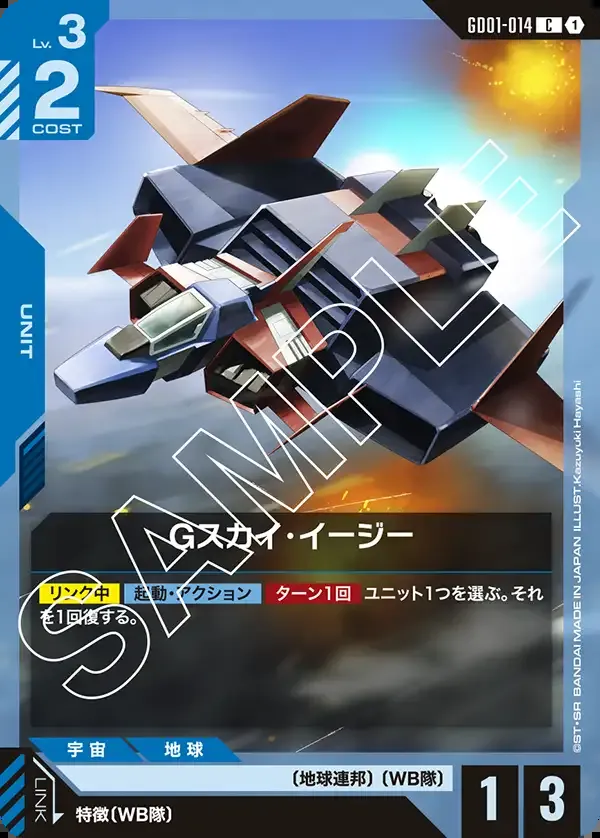 Lv. 3
GD01-014 C 1
2
COST
UNIT
SAMPLE
Gスカイ・イージー
リンク中 起動・アクション ターン1回 ユニット1つを選ぶ。それ
を1回復する。
宇宙 地球
〔地球連邦〕〔WB隊〕
LINK
特徴〔WB隊〕
1 3
©ST・SR BANDAI MADE IN JAPAN ILLUST.Kazuyuki Hayashi